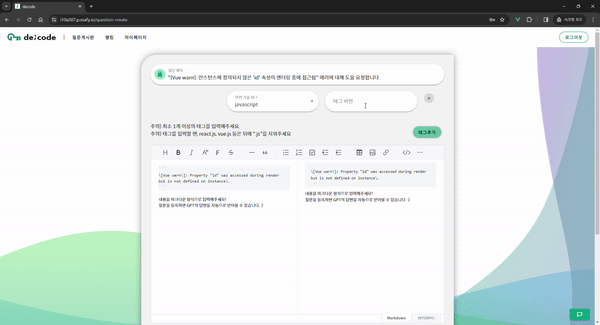 de;code
i10e507.p.ssafy.io/question-create
de;code
질문게시판
랭킹
마이페이지
로그아웃
질문 제목
"[Vue warn]: 인스턴스에 정의되지 않은 'id' 속성이 렌더링 중에 접근됨" 에러에 대해 도움 요청합니다.
관련 기술 태그
javascript
태그 버전
주의) 최소 1개 이상의 태그를 입력해주세요
주의) 태그를 입력할 땐, react.js, vue.js 등은 뒤에 ".js"를 지워주세요
태그추가
\[Vue warn\]: Property "id" was accessed during render but is not defined on instance\.
내용을 마크다운 형식으로 입력해주세요!
질문을 등록하면 GPT의 답변을 자동으로 받아볼 수 있습니다 :)
\[Vue warn\]: Property "id" was accessed during render
but is not defined on instance\.
내용을 마크다운 형식으로 입력해주세요!
질문을 등록하면 GPT의 답변을 자동으로 받아볼 수 있습니다 :)
Markdown
WYSIWYG